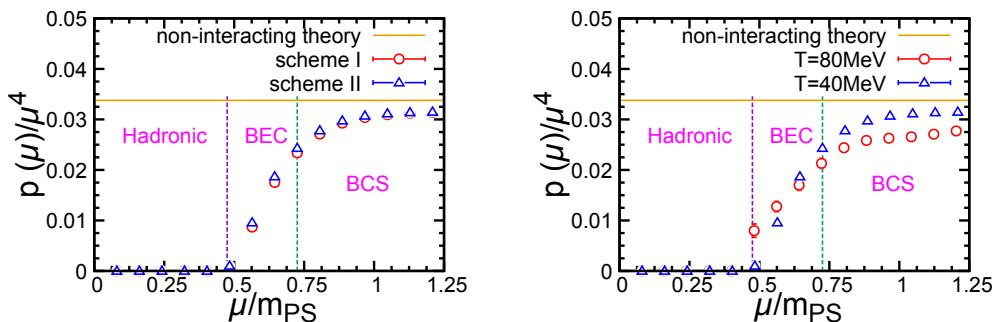 0.05
non-interacting theory
scheme I
scheme II
0.04
0.03
Hadronic
BEC
0.02
BCS
0.01
0
0
0.25
0.5
0.75
1
1.25
p (μ)/μ⁴
μ/mPS
0.05
non-interacting theory
T=80MeV
T=40MeV
0.04
0.03
Hadronic
BEC
0.02
BCS
0.01
0
0
0.25
0.5
0.75
1
1.25
p (μ)/μ⁴
μ/mPS